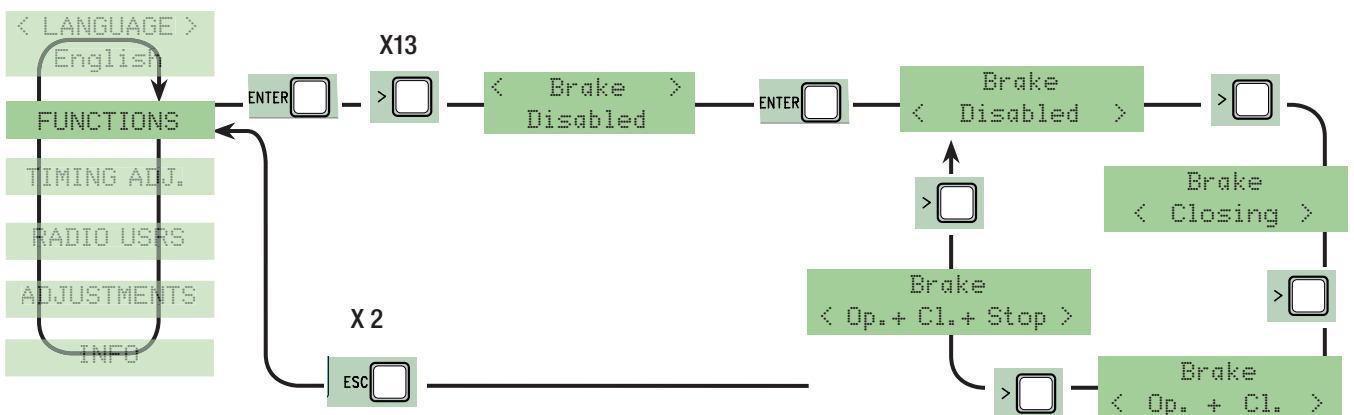 < LANGUAGE >
English
FUNCTIONS
TIMING ADJ.
RADIO USRS
ADJUSTMENTS
INFO
ENTER
X13
>
< Brake >
Disabled
ENTER
Brake
< Disabled >
>
Brake
< Closing >
>
Brake
< Op. + Cl. >
>
Brake
< Op.+ Cl.+ Stop >
>
X 2
ESC